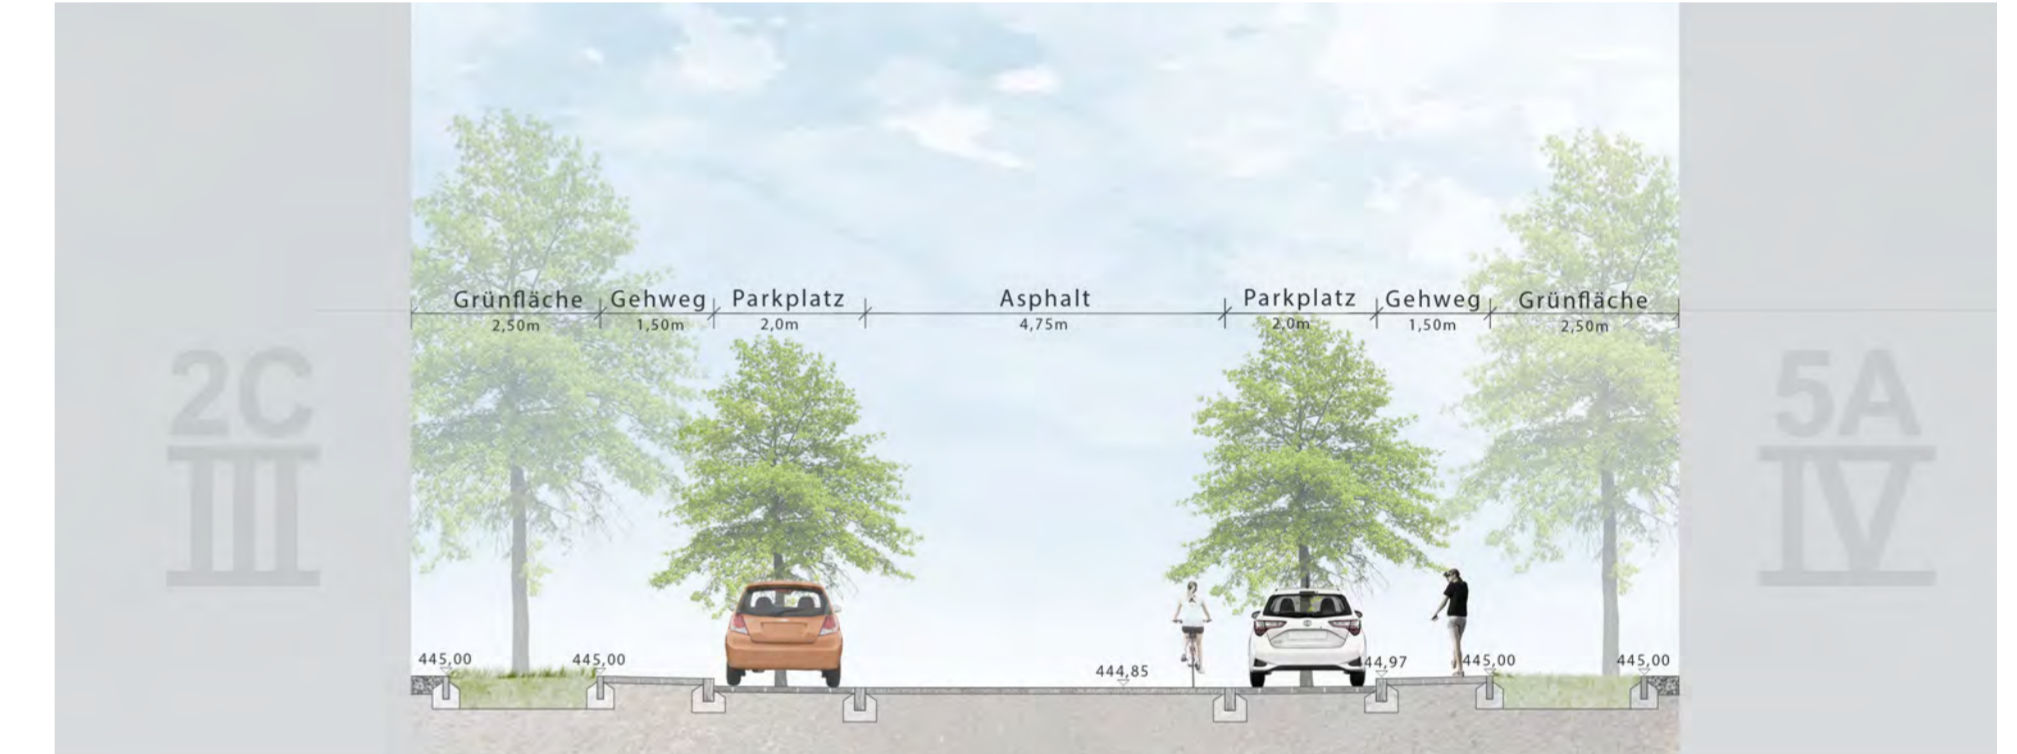 Grünfläche Gehweg Parkplatz Asphalt Parkplatz Gehweg Grünfläche
2,50m 1,50m 2,0m 4,75m 2,0m 1,50m 2,50m
2C
III
5A
IV
445,00 445,00 444,85 44,97 445,00 445,00